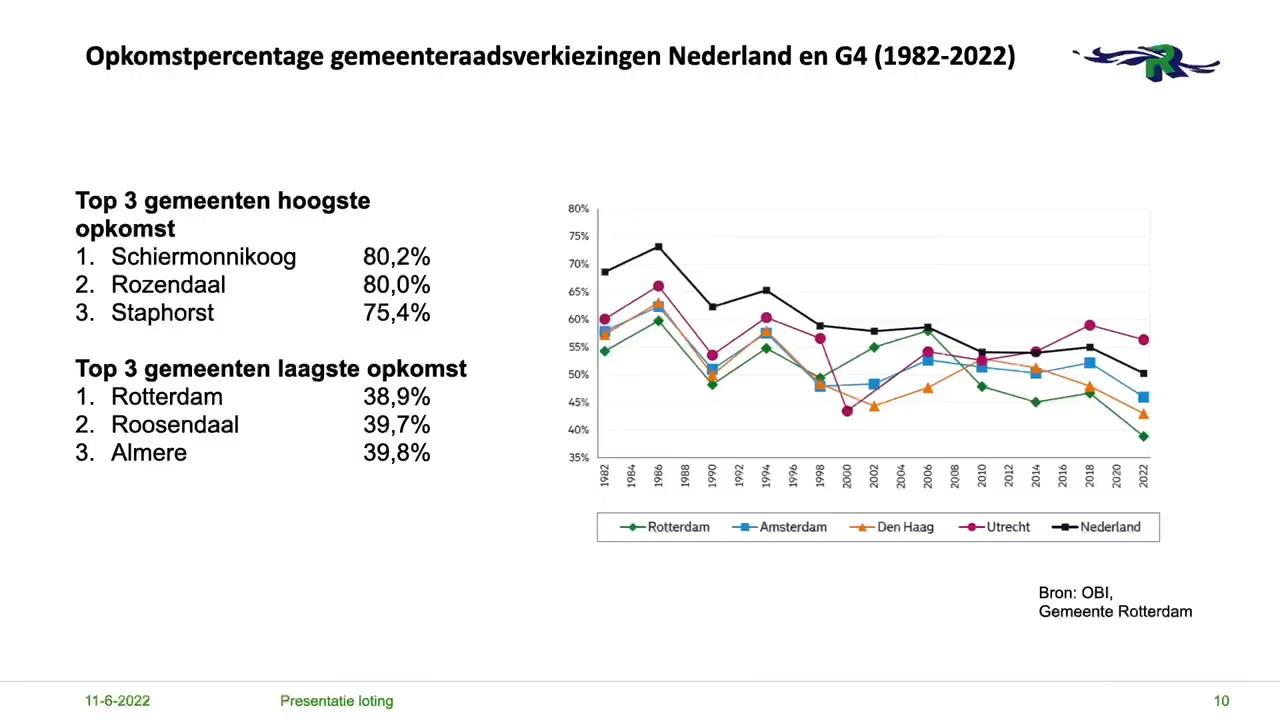 Opkomstpercentage gemeenteraadsverkiezingen Nederland en G4 (1982-2022)
R
Top 3 gemeenten hoogste
opkomst
1. Schiermonnikoog 80,2%
2. Rozendaal 80,0%
3. Staphorst 75,4%
Top 3 gemeenten laagste opkomst
1. Rotterdam 38,9%
2. Roosendaal 39,7%
3. Almere 39,8%
80%
75%
70%
65%
60%
55%
50%
45%
40%
35%
1982 1984 1986 1988 1990 1992 1994 1996 1998 2000 2002 2004 2006 2008 2010 2012 2014 2016 2018 2020 2022
Rotterdam Amsterdam Den Haag Utrecht Nederland
Bron: OBI,
Gemeente Rotterdam
11-6-2022 Presentatie loting 10